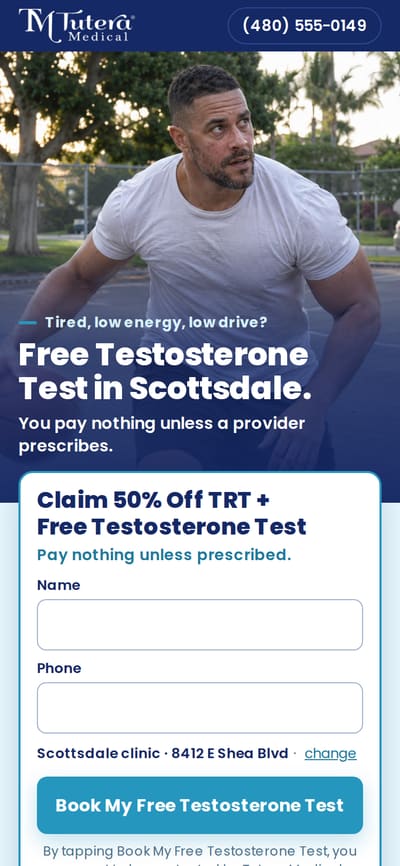 TM Tutera®
Medical
(480) 555-0149
Tired, low energy, low drive?
Free Testosterone
Test in Scottsdale.
You pay nothing unless a provider
prescribes.
Claim 50% Off TRT +
Free Testosterone Test
Pay nothing unless prescribed.
Name
Phone
Scottsdale clinic · 8412 E Shea Blvd · change
Book My Free Testosterone Test
By tapping Book My Free Testosterone Test, you